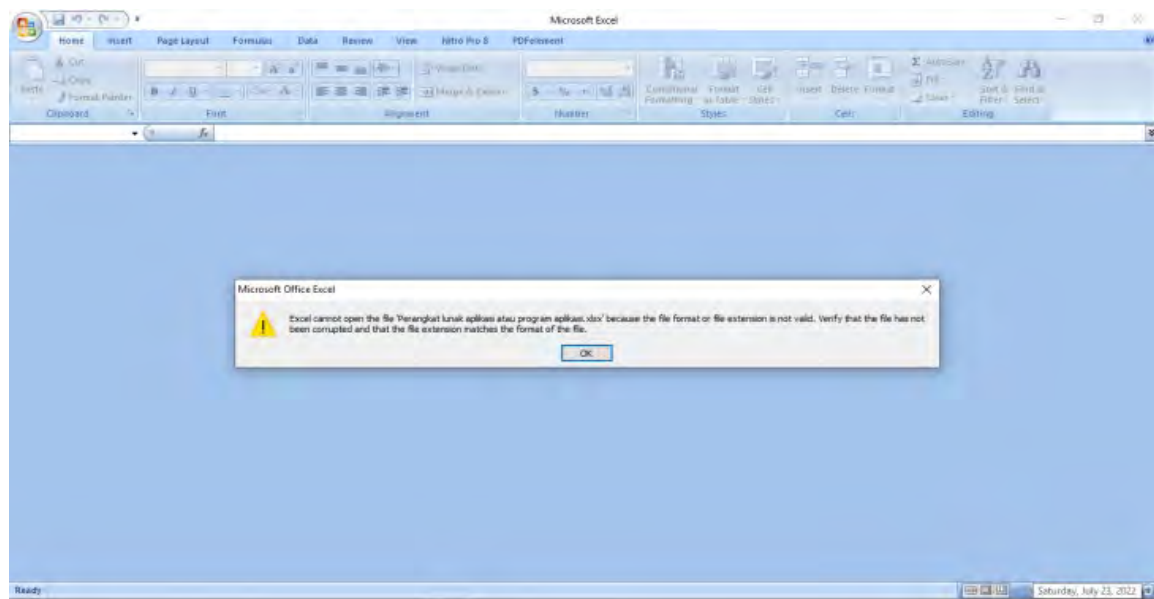 Microsoft Excel
Home Insert Page Layout Formulas Data Review View Nitro Pro 8 PDFelement
Cut
Copy
Format Painter
Paste
Clipboard Font Alignment Number Styles Cells Editing
Merge & Center
Conditional Formatting
Format as Table
Cell Styles
Insert Delete Format
AutoSum
Fill
Clear
Sort & Filter
Find & Select
fx
Microsoft Office Excel
Excel cannot open the file 'Perangkat lunak aplikasi atau program aplikasi.xlsx' because the file format or file extension is not valid. Verify that the file has not
been corrupted and that the file extension matches the format of the file.
OK
Ready
Saturday, July 23, 2022